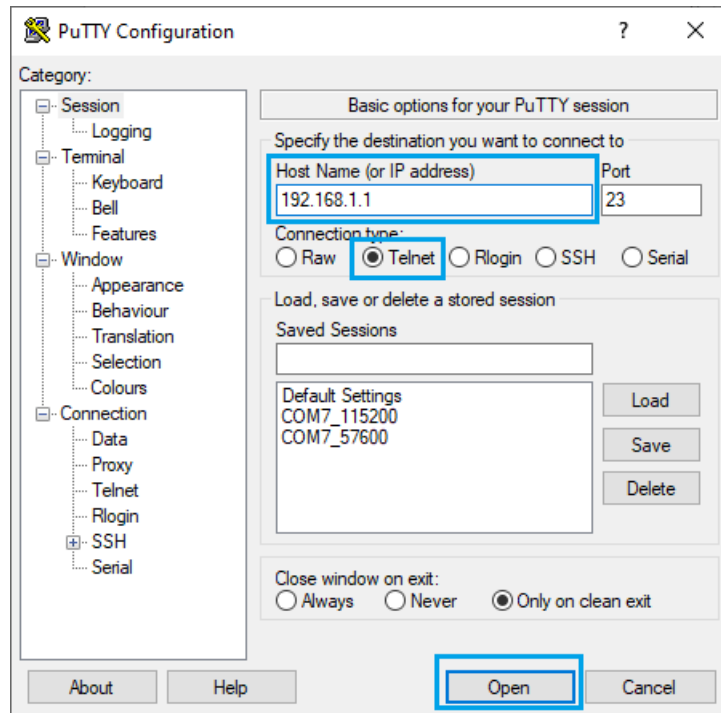 PuTTY Configuration ?
Category:
Session
Logging
Terminal
Keyboard
Bell
Features
Window
Appearance
Behaviour
Translation
Selection
Colours
Connection
Data
Proxy
Telnet
Rlogin
SSH
Serial
Basic options for your PuTTY session
Specify the destination you want to connect to
Host Name (or IP address) Port
192.168.1.1 23
Connection type:
Raw Telnet Rlogin SSH Serial
Load, save or delete a stored session
Saved Sessions
Default Settings
COM7_115200
COM7_57600
Load
Save
Delete
Close window on exit:
Always Never Only on clean exit
About Help Open Cancel